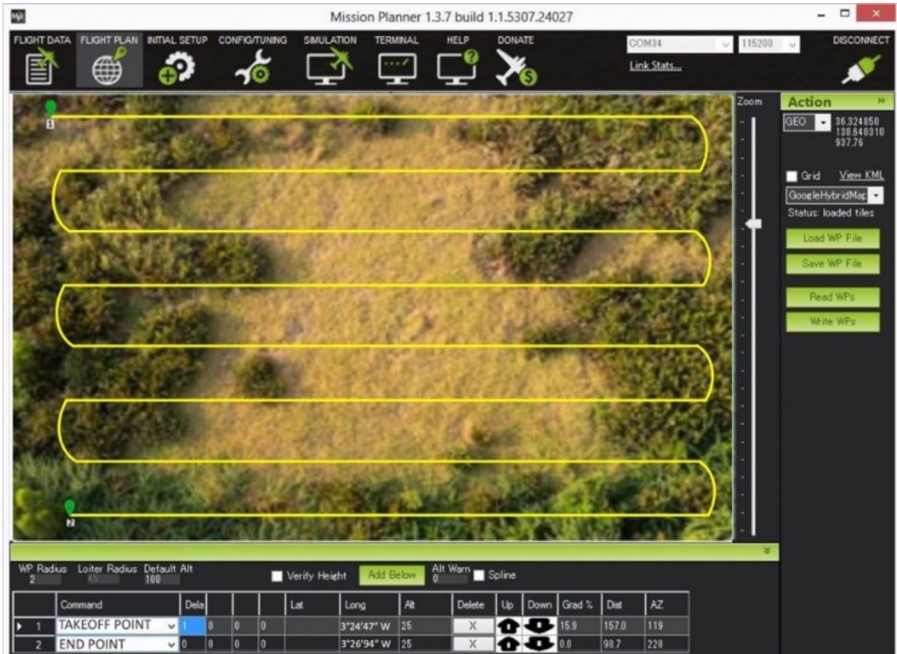 Mission Planner 1.3.7 build 1.1.5307.24027
FLIGHT DATA FLIGHT PLAN INITIAL SETUP CONFIG/TUNING SIMULATION TERMINAL HELP DONATE COM34 115200 DISCONNECT
Link Stats...
Zoom
Action
GEO
36.324850
138.640310
937.76
Grid View KML
GoogleHybridMap
Status: loaded tiles
Load WP File
Save WP File
Read WPs
Write WPs
1
2
WP Radius Loiter Radius Default Alt
2 45 100 Verify Height Add Below Alt Warn 0 Spline
Command Dela Lat Long Alt Delete Up Down Grad % Dist AZ
1 TAKEOFF POINT 1 0 0 0 3°24'47" W 25 X 15.9 157.0 119
2 END POINT 0 0 0 0 3°26'94" W 25 X 0.0 98.7 228